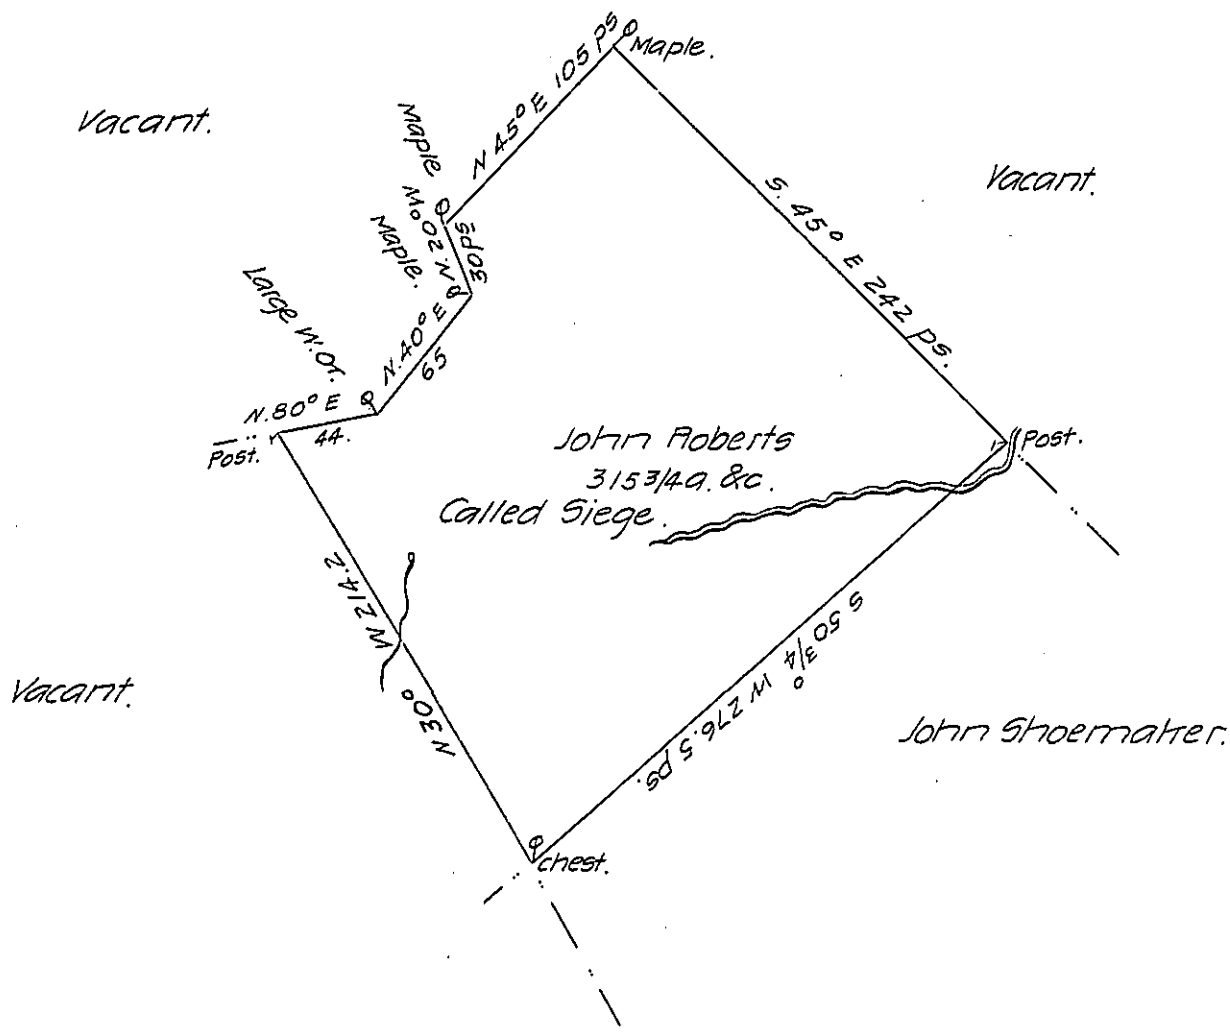 Maple.
N 45° E 105 ps
Vacant.
Maple
Vacant.
S. 45° E 242 ps.
N. 20° W
30 ps
Maple.
Large W. Or.
N. 40° E
65
N. 80° E
44.
Post.
John Roberts
315 3/4 a. &c.
Called Siege.
Post.
N 30° W 214.2
S 50 3/4° W 276.5 ps.
Vacant.
John Shoemaker.
Chest.